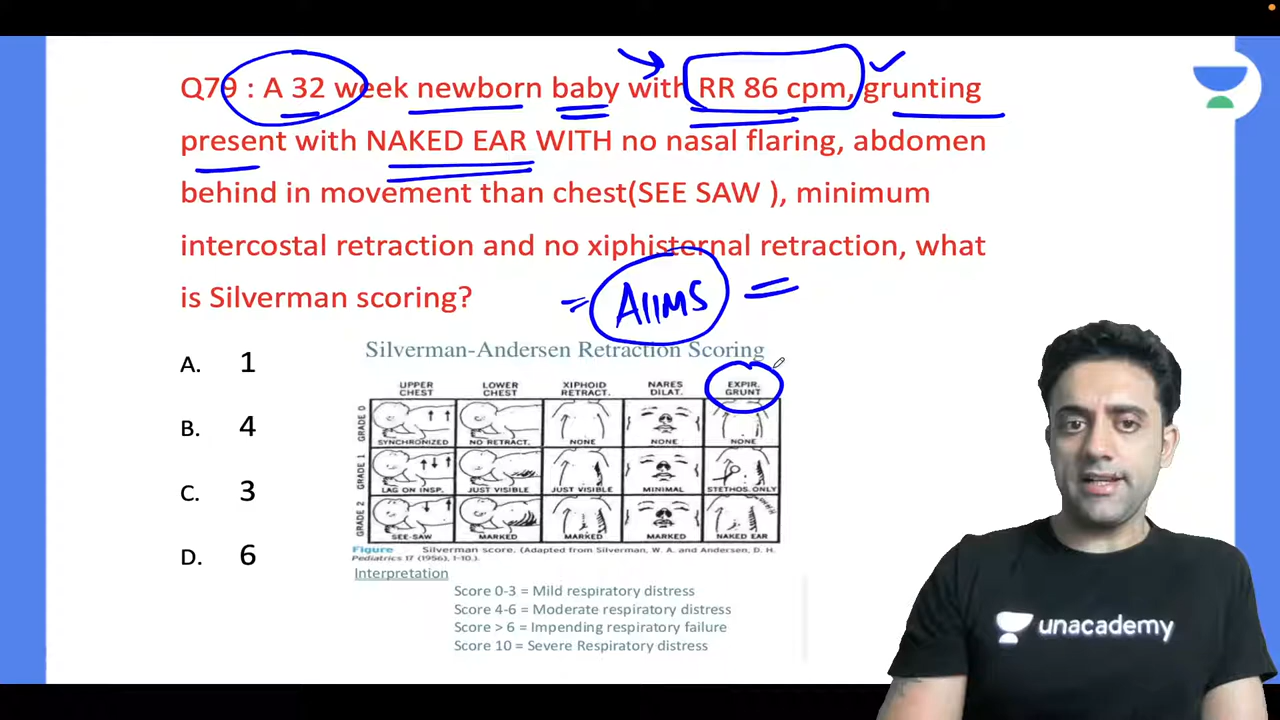 Q79 : A 32 week newborn baby with RR 86 cpm, grunting
present with NAKED EAR WITH no nasal flaring, abdomen
behind in movement than chest(SEE SAW ), minimum
intercostal retraction and no xiphisternal retraction, what
is Silverman scoring?
= AIIMS =
A. 1
B. 4
C. 3
D. 6
Silverman-Andersen Retraction Scoring
UPPER CHEST LOWER CHEST XIPHOID RETRACT. NARES DILAT. EXPIR. GRUNT
GRADE 0 SYNCHRONIZED NO RETRACT. NONE NONE NONE
GRADE 1 LAG ON INSP. JUST VISIBLE JUST VISIBLE MINIMAL STETHOS. ONLY
GRADE 2 SEE-SAW MARKED MARKED MARKED NAKED EAR
Figure Silverman score, (Adapted from Silverman, W. A. and Andersen, D. H.
Pediatrics 17 (1956), 1-10.).
Interpretation
Score 0-3 = Mild respiratory distress
Score 4-6 = Moderate respiratory distress
Score > 6 = Impending respiratory failure
Score 10 = Severe Respiratory distress
unacademy